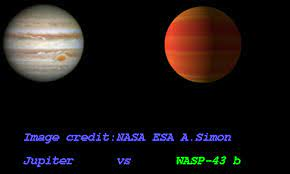 Image credit:NASA ESA A.Simon
Jupiter vs WASP-43 b